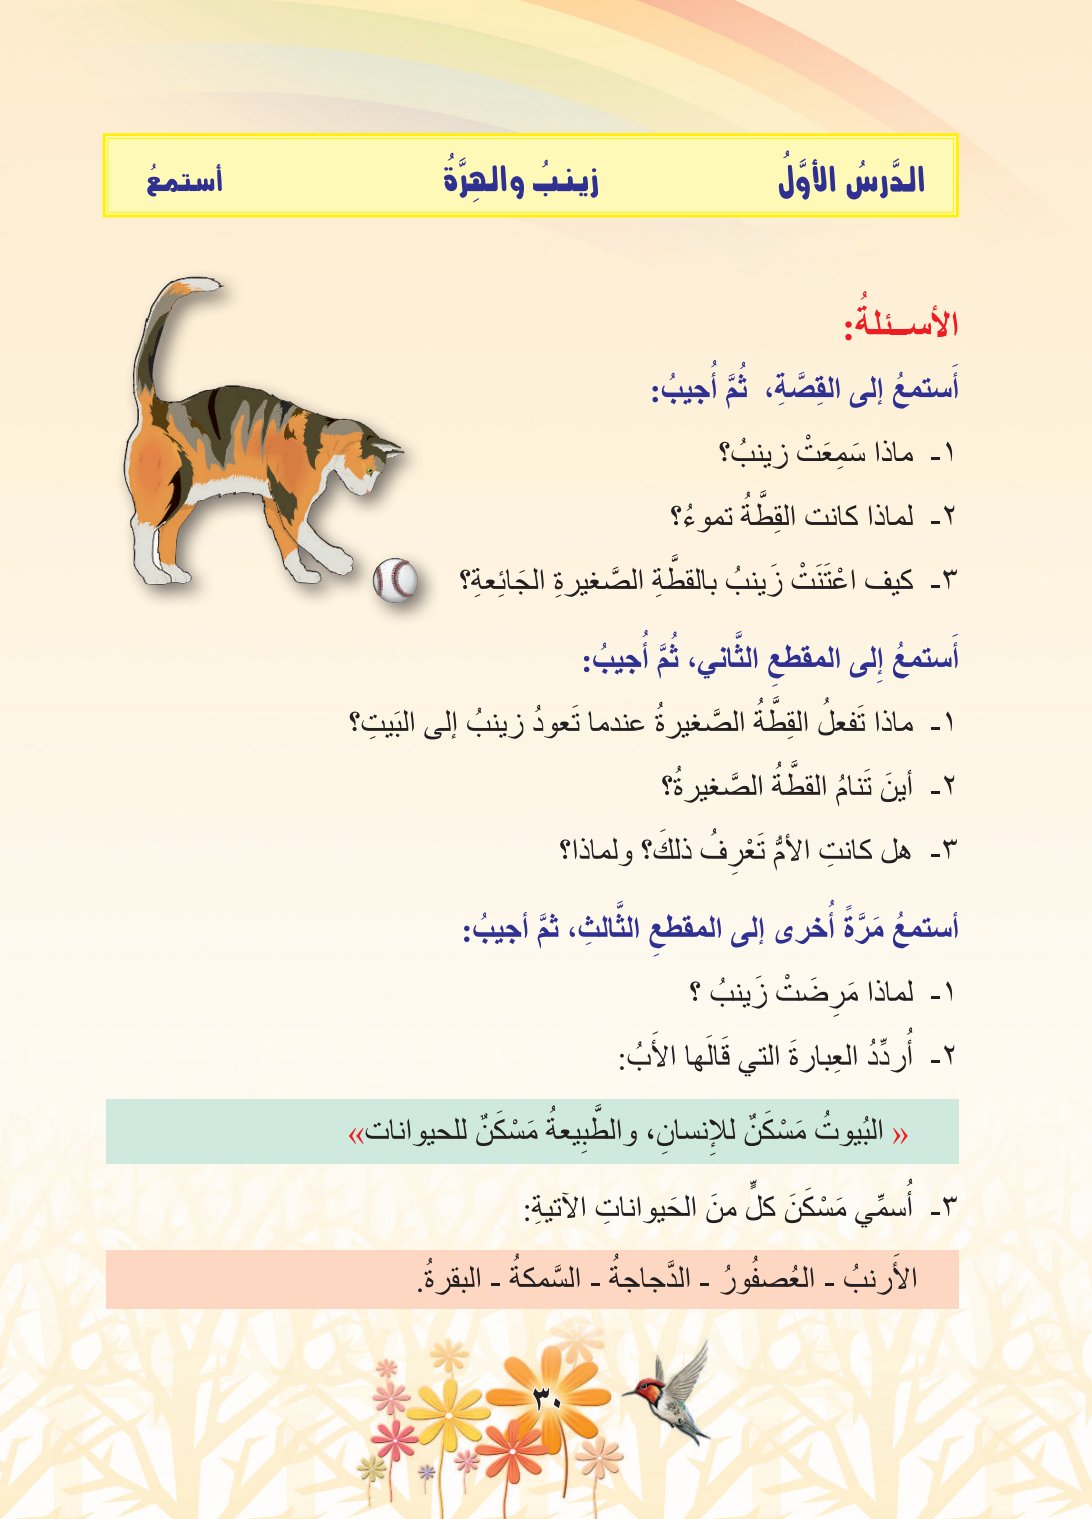 الدَّرسُ الأوَّلُ زينبُ والهِرَّةُ أستمعُ
الأســئلةُ:
أَستمعُ إلى القِصَّةِ، ثُمَّ أُجيبُ:
١- ماذا سَمِعَتْ زينبُ؟
٢- لماذا كانت القِطَّةُ تموءُ؟
٣- كيف اعْتَنَتْ زَينبُ بالقطَّةِ الصَّغيرةِ الجَائِعةِ؟
أَستمعُ إِلى المقطعِ الثَّاني، ثُمَّ أُجيبُ:
١- ماذا تَفعلُ القِطَّةُ الصَّغيرةُ عندما تَعودُ زينبُ إلى البَيتِ؟
٢- أينَ تَنامُ القطَّةُ الصَّغيرةُ؟
٣- هل كانتِ الأمُّ تَعْرِفُ ذلكَ؟ ولماذا؟
أستمعُ مَرَّةً أُخرى إلى المقطعِ الثَّالثِ، ثمَّ أجيبُ:
١- لماذا مَرِضَتْ زَينبُ ؟
٢- أُردِّدُ العِبارةَ التي قَالَها الأَبُ:
« البُيوتُ مَسْكَنٌ للإِنسانِ، والطَّبِيعةُ مَسْكَنٌ للحيوانات»
٣- أُسمِّي مَسْكَنَ كلٍّ منَ الحَيواناتِ الآتيةِ:
الأَرنبُ - العُصفُورُ - الدَّجاجةُ - السَّمكةُ - البقرةُ.
٣٠